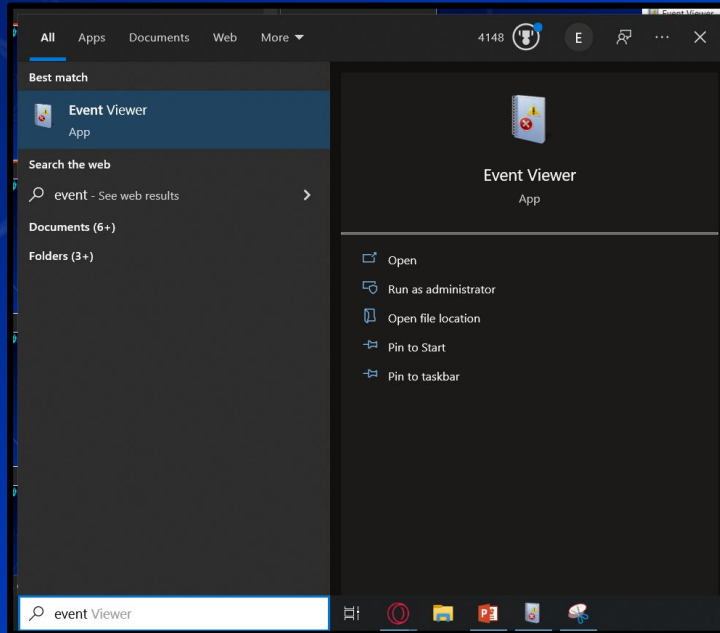 Event Viewer
All Apps Documents Web More 4148 E ... 
Best match
Event Viewer
App
Search the web
event - See web results
Documents (6+)
Folders (3+)
Event Viewer
App
Open
Run as administrator
Open file location
Pin to Start
Pin to taskbar
event Viewer